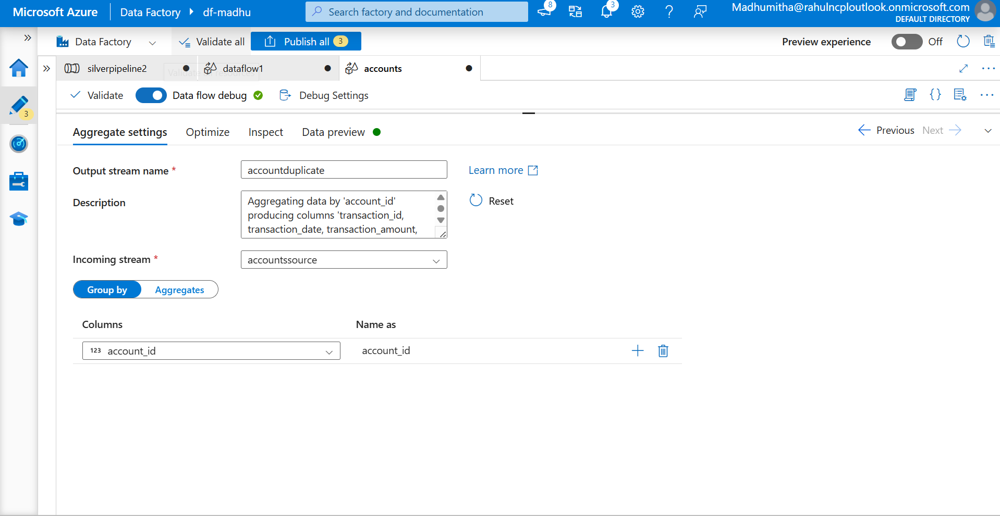 Microsoft Azure
Data Factory
df-madhu
Search factory and documentation
8
3
Madhumitha@rahulncploutlook.onmicrosoft.com
DEFAULT DIRECTORY
Data Factory
Validate all
Publish all 3
Preview experience
Off
silverpipeline2
dataflow1
accounts
Validate all resources
3
Validate
Data flow debug
Debug Settings
Aggregate settings
Optimize
Inspect
Data preview
Previous
Next
Output stream name *
accountduplicate
Learn more
Description
Aggregating data by 'account_id'
producing columns 'transaction_id,
transaction_date, transaction_amount,
Reset
Incoming stream *
accountssource
Group by
Aggregates
Columns
Name as
123 account_id
account_id